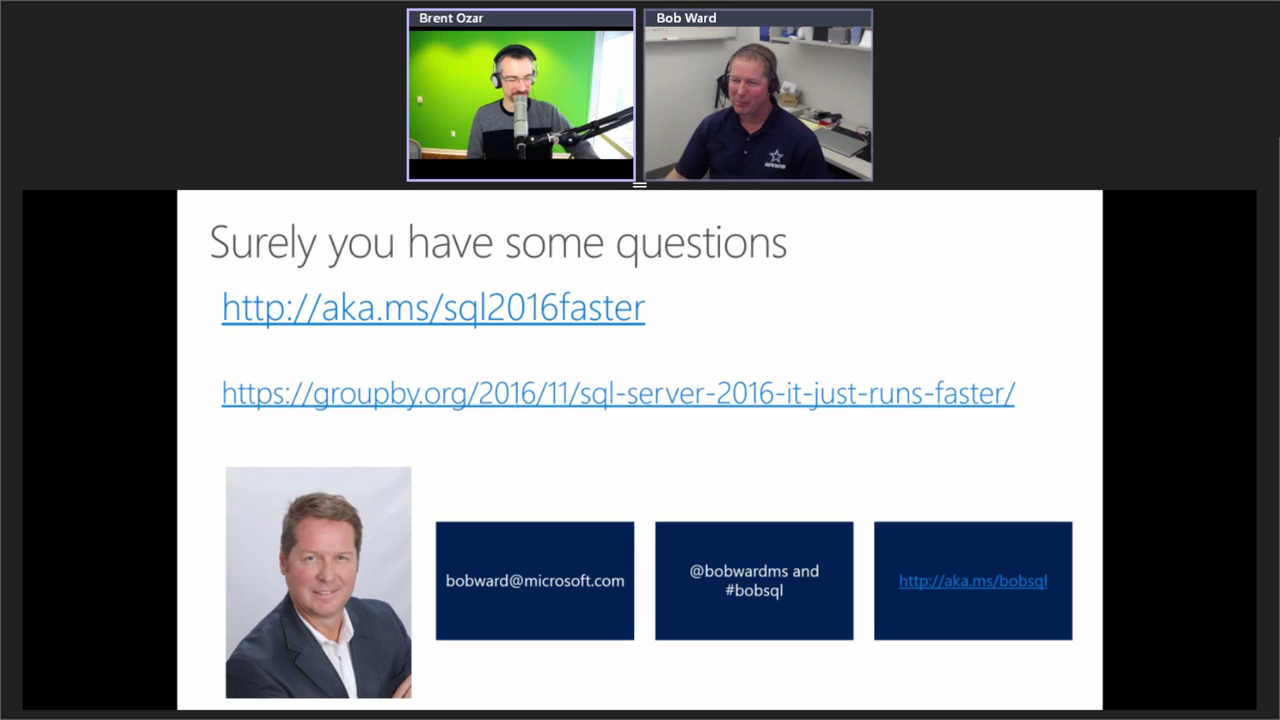 Brent Ozar
Bob Ward
COWBOYS
Surely you have some questions
http://aka.ms/sql2016faster
https://groupby.org/2016/11/sql-server-2016-it-just-runs-faster/
bobward@microsoft.com
@bobwardms and
#bobsql
http://aka.ms/bobsql